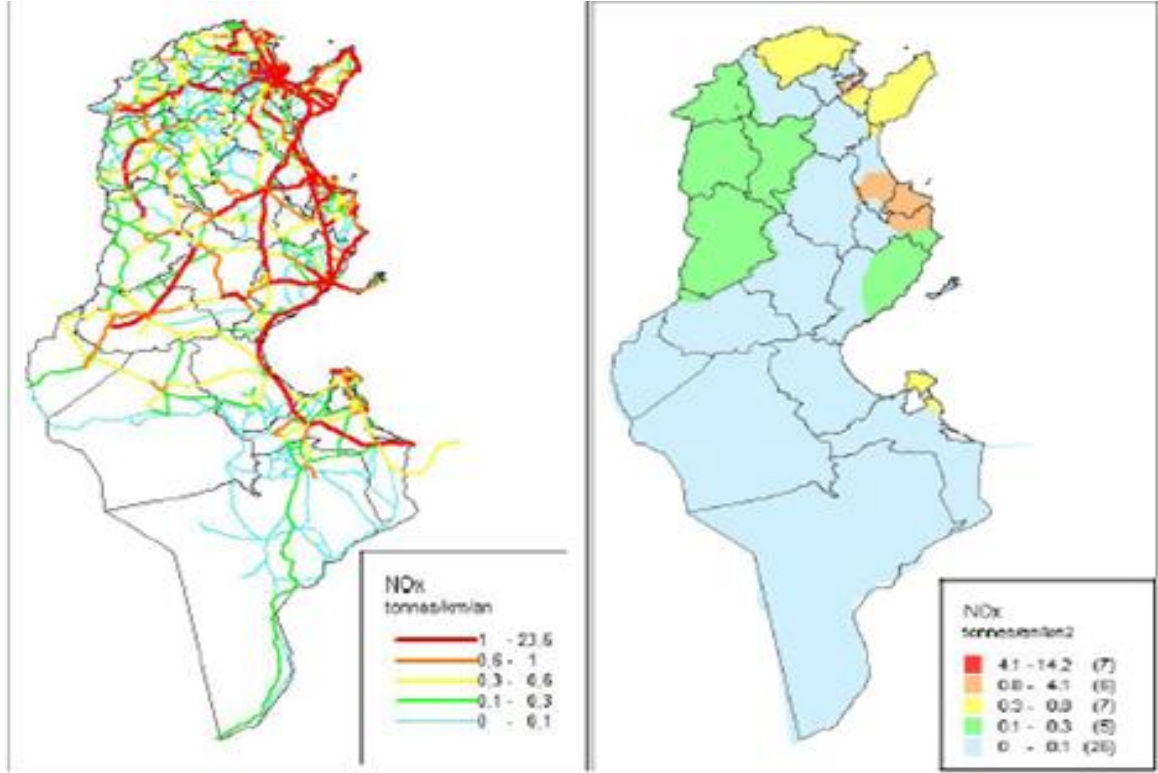 NOx
tonnes/km/an
1 - 23,6
0,6 - 1
0,3 - 0,6
0,1 - 0,3
0 - 0,1
NOx
tonnes/an/km2
4.1 - 14.2 (7)
0.8 - 4.1 (6)
0.3 - 0.8 (7)
0.1 - 0.3 (5)
0 - 0.1 (26)